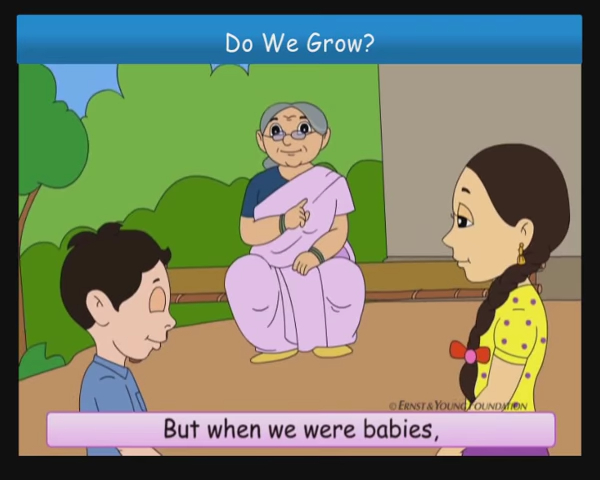 Do We Grow?
© ERNST & YOUNG FOUNDATION
But when we were babies,